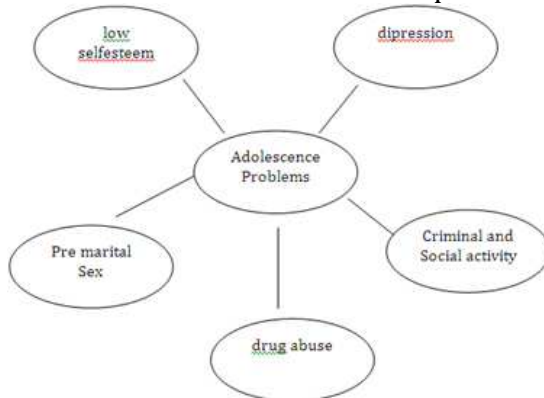 low
selfesteem
dipression
Adolescence
Problems
Pre marital
Sex
Criminal and
Social activity
drug abuse